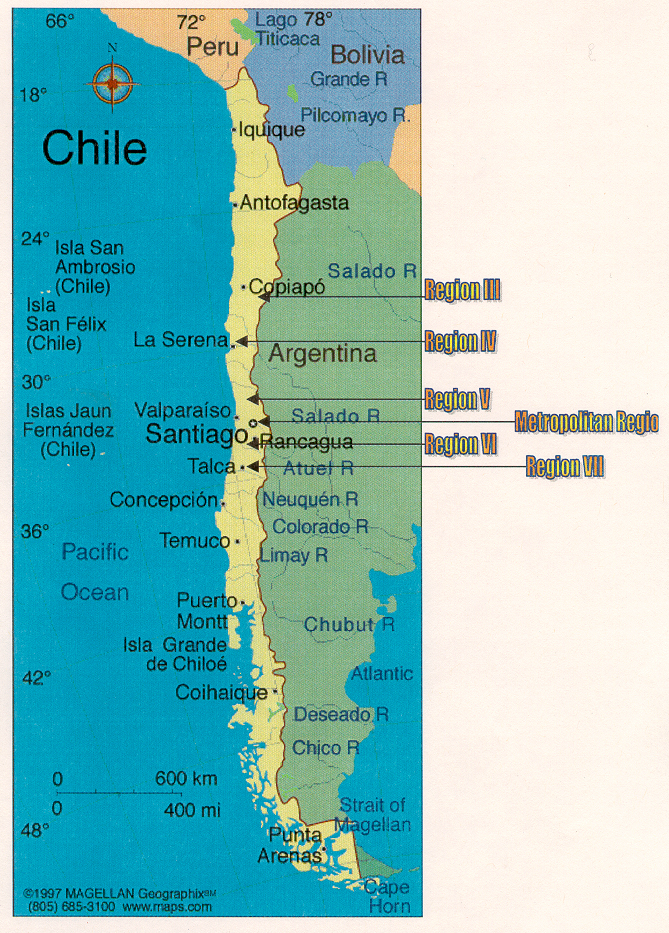 66°
72°
Lago 78°
Titicaca
Peru
Bolivia
N
Grande R
18°
Pilcomayo R.
Iquique
Chile
Antofagasta
24°
Isla San
Ambrosio
(Chile)
Salado R
Copiapó
Region III
Isla
San Félix
(Chile)
La Serena
Region IV
Argentina
30°
Region V
Islas Jaun
Fernández
(Chile)
Valparaíso
Salado R
Metropolitan Regio
Santiago
Rancagua
Region VI
Talca
Atuel R
Region VII
Concepción
Neuquén R
36°
Colorado R
Temuco
Limay R
Pacific
Ocean
Puerto
Montt
Chubut R
Isla Grande
de Chiloé
42°
Atlantic
Coihaique
Deseado R
Chico R
0 600 km
0 400 mi
48°
Strait of
Magellan
Punta
Arenas
©1997 MAGELLAN Geographix℠
(805) 685-3100 www.maps.com
Cape
Horn